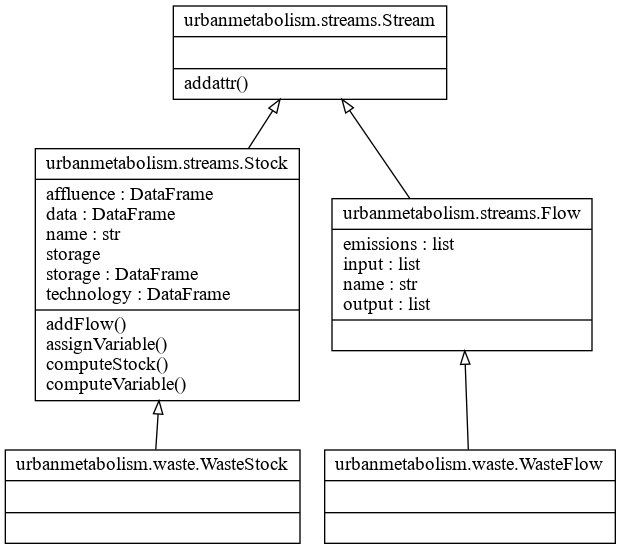 urbanmetabolism.streams.Stream
addattr()
urbanmetabolism.streams.Stock
affluence : DataFrame
data : DataFrame
name : str
storage
storage : DataFrame
technology : DataFrame
addFlow()
assignVariable()
computeStock()
computeVariable()
urbanmetabolism.streams.Flow
emissions : list
input : list
name : str
output : list
urbanmetabolism.waste.WasteStock
urbanmetabolism.waste.WasteFlow